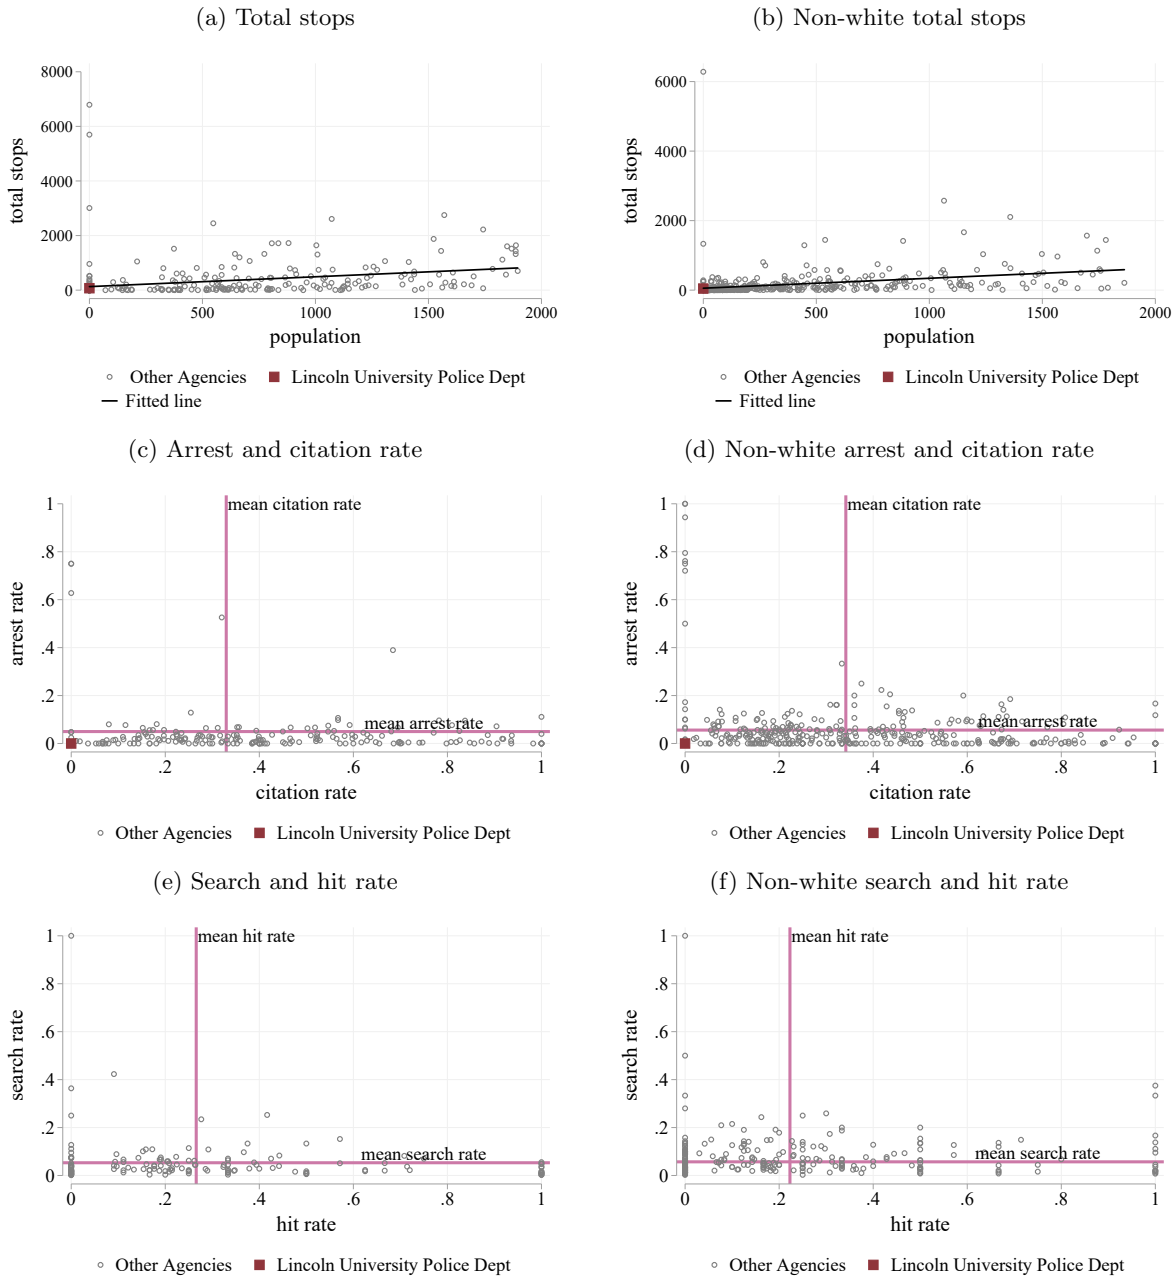 (a) Total stops
total stops
8000
6000
4000
2000
0
0 500 1000 1500 2000
population
Other Agencies Lincoln University Police Dept
Fitted line
(b) Non-white total stops
total stops
6000
4000
2000
0
0 500 1000 1500 2000
population
Other Agencies Lincoln University Police Dept
Fitted line
(c) Arrest and citation rate
arrest rate
1
.8
.6
.4
.2
0
mean citation rate
mean arrest rate
0 .2 .4 .6 .8 1
citation rate
Other Agencies Lincoln University Police Dept
(d) Non-white arrest and citation rate
arrest rate
1
.8
.6
.4
.2
0
mean citation rate
mean arrest rate
0 .2 .4 .6 .8 1
citation rate
Other Agencies Lincoln University Police Dept
(e) Search and hit rate
search rate
1
.8
.6
.4
.2
0
mean hit rate
mean search rate
0 .2 .4 .6 .8 1
hit rate
Other Agencies Lincoln University Police Dept
(f) Non-white search and hit rate
search rate
1
.8
.6
.4
.2
0
mean hit rate
mean search rate
0 .2 .4 .6 .8 1
hit rate
Other Agencies Lincoln University Police Dept